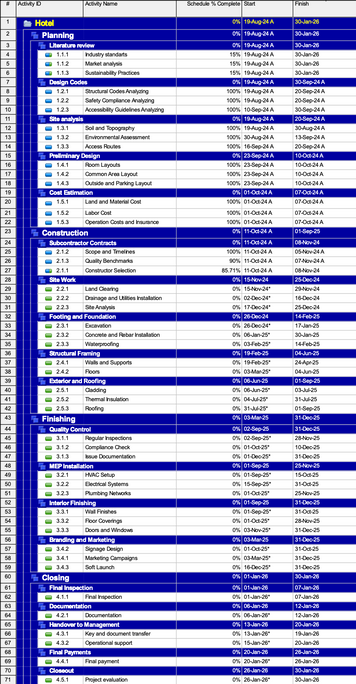 # Activity ID Activity Name Schedule % Complete Start Finish
1 Hotel 0% 19-Aug-24 A 30-Jan-26
2 Planning 0% 19-Aug-24 A 30-Jan-26
3 Literature review 0% 19-Aug-24 A 30-Jan-26
4 1.1.1 Industry standarts 15% 19-Aug-24 A 30-Jan-26
5 1.1.2 Market analysis 15% 19-Aug-24 A 30-Jan-26
6 1.1.3 Sustainability Practices 15% 19-Aug-24 A 30-Jan-26
7 Design Codes 0% 19-Aug-24 A 20-Sep-24 A
8 1.2.1 Structural Codes Analyzing 100% 19-Aug-24 A 20-Sep-24 A
9 1.2.2 Safety Compliance Analyzing 100% 19-Aug-24 A 20-Sep-24 A
10 1.2.3 Accessibility Guidelines Analyzing 100% 19-Aug-24 A 20-Sep-24 A
11 Site analysis 0% 19-Aug-24 A 20-Sep-24 A
12 1.3.1 Soil and Topography 100% 19-Aug-24 A 30-Aug-24 A
13 1.3.2 Environmental Assessment 100% 30-Aug-24 A 13-Sep-24 A
14 1.3.3 Access Routes 100% 16-Sep-24 A 20-Sep-24 A
15 Preliminary Design 0% 23-Sep-24 A 10-Oct-24 A
16 1.4.1 Room Layouts 100% 23-Sep-24 A 10-Oct-24 A
17 1.4.2 Common Area Layout 100% 23-Sep-24 A 10-Oct-24 A
18 1.4.3 Outside and Parking Layout 100% 23-Sep-24 A 10-Oct-24 A
19 Cost Estimation 0% 01-Oct-24 A 07-Oct-24 A
20 1.5.1 Land and Material Cost 100% 01-Oct-24 A 07-Oct-24 A
21 1.5.2 Labor Cost 100% 01-Oct-24 A 07-Oct-24 A
22 1.5.3 Operation Costs and Insurance 100% 01-Oct-24 A 07-Oct-24 A
23 Construction 0% 11-Oct-24 A 01-Sep-25
24 Subcontractor Contracts 0% 11-Oct-24 A 08-Nov-24
25 2.1.2 Scope and Timelines 100% 11-Oct-24 A 05-Nov-24 A
26 2.1.3 Quality Benchmarks 90% 11-Oct-24 A 07-Nov-24 A
27 2.1.1 Constructor Selection 85.71% 11-Oct-24 A 08-Nov-24
28 Site Work 0% 15-Nov-24 25-Dec-24
29 2.2.1 Land Clearing 0% 15-Nov-24* 29-Nov-24
30 2.2.2 Drainage and Utilities Installation 0% 02-Dec-24* 16-Dec-24
31 2.2.3 Site Analysis 0% 17-Dec-24* 25-Dec-24
32 Footing and Foundation 0% 26-Dec-24 14-Feb-25
33 2.3.1 Excavation 0% 26-Dec-24* 17-Jan-25
34 2.3.2 Concrete and Rebar Installation 0% 06-Jan-25* 30-Jan-25
35 2.3.3 Waterproofing 0% 03-Feb-25* 14-Feb-25
36 Structural Framing 0% 19-Feb-25 04-Jun-25
37 2.4.1 Walls and Supports 0% 19-Feb-25* 24-Apr-25
38 2.4.2 Floors 0% 03-Mar-25* 04-Jun-25
39 Exterior and Roofing 0% 06-Jun-25 01-Sep-25
40 2.5.1 Cladding 0% 06-Jun-25* 03-Jul-25
41 2.5.2 Thermal Insulation 0% 04-Jul-25* 31-Jul-25
42 2.5.3 Roofing 0% 31-Jul-25* 01-Sep-25
43 Finishing 0% 03-Mar-25 31-Dec-25
44 Quality Control 0% 02-Sep-25 31-Dec-25
45 3.1.1 Regular Inspections 0% 02-Sep-25* 28-Nov-25
46 3.1.2 Compliance Check 0% 01-Oct-25* 10-Dec-25
47 3.1.3 Issue Documentation 0% 01-Dec-25* 31-Dec-25
48 MEP Installation 0% 01-Sep-25 25-Nov-25
49 3.2.1 HVAC Setup 0% 01-Sep-25* 15-Oct-25
50 3.2.2 Electrical Systems 0% 15-Sep-25* 31-Oct-25
51 3.2.3 Plumbing Networks 0% 01-Oct-25* 25-Nov-25
52 Interior Finishing 0% 01-Sep-25 31-Dec-25
53 3.3.1 Wall Finishes 0% 01-Sep-25* 31-Oct-25
54 3.3.2 Floor Coverings 0% 01-Oct-25* 28-Nov-25
55 3.3.3 Doors and Windows 0% 03-Nov-25* 31-Dec-25
56 Branding and Marketing 0% 03-Mar-25 31-Dec-25
57 3.4.2 Signage Design 0% 01-Oct-25* 31-Oct-25
58 3.4.1 Marketing Campaigns 0% 03-Mar-25* 31-Dec-25
59 3.4.3 Soft Launch 0% 16-Dec-25* 31-Dec-25
60 Closing 0% 01-Jan-26 30-Jan-26
61 Final Inspection 0% 01-Jan-26 07-Jan-26
62 4.1.1 Final Inspection 0% 01-Jan-26* 07-Jan-26
63 Documentation 0% 06-Jan-26 12-Jan-26
64 4.2.1 Documentation 0% 06-Jan-26* 12-Jan-26
65 Handover to Management 0% 13-Jan-26 20-Jan-26
66 4.3.1 Key and document transfer 0% 13-Jan-26* 19-Jan-26
67 4.3.2 Operational support 0% 15-Jan-26* 20-Jan-26
68 Final Payments 0% 20-Jan-26 26-Jan-26
69 4.4.1 Final payment 0% 20-Jan-26* 26-Jan-26
70 Closeout 0% 26-Jan-26 30-Jan-26
71 4.5.1 Project evaluation 0% 26-Jan-26* 30-Jan-26